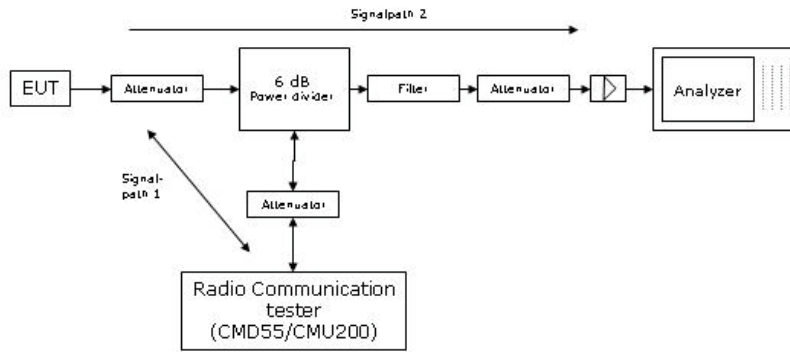 Signalpath 2
EUT
Attenuator
6 dB
Power divider
Filter
Attenuator
Analyzer
Signal-
path 1
Attenuator
Radio Communication
tester
(CMD55/CMU200)